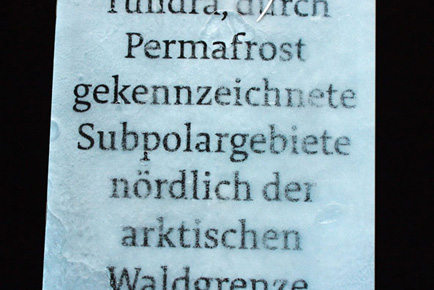 Tundra, durch
Permafrost
gekennzeichnete
Subpolargebiete
nördlich der
arktischen
Waldgrenze